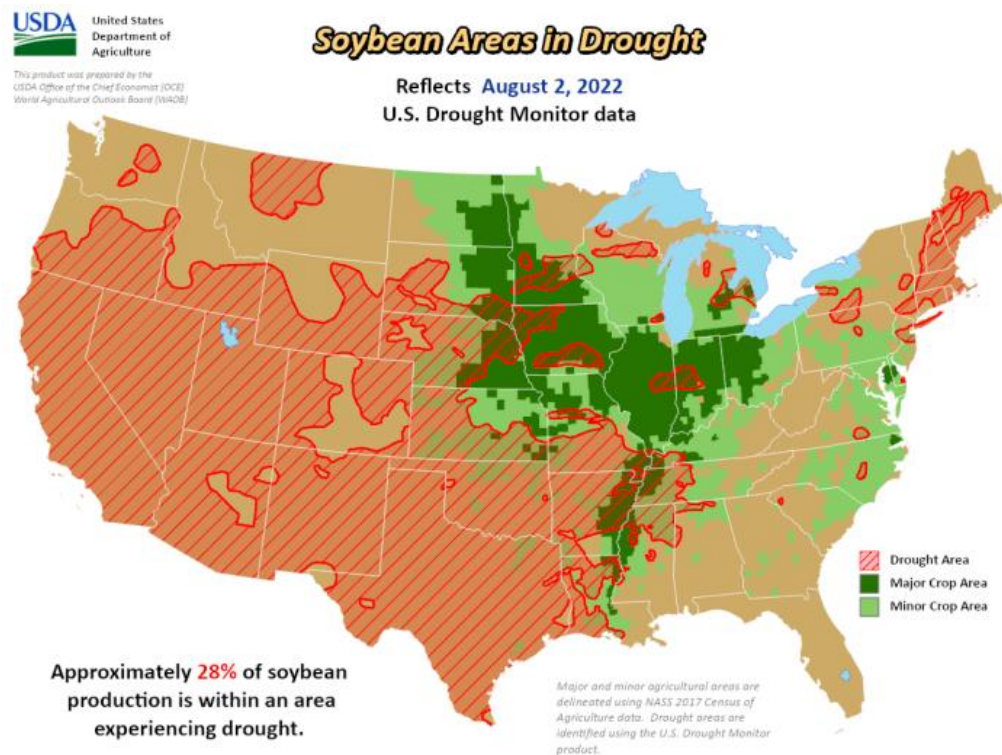 USDA
United States
Department of
Agriculture
This product was prepared by the
USDA Office of the Chief Economist (OCE)
World Agricultural Outlook Board (WAOB)
Soybean Areas in Drought
Reflects August 2, 2022
U.S. Drought Monitor data
Drought Area
Major Crop Area
Minor Crop Area
Approximately 28% of soybean
production is within an area
experiencing drought.
Major and minor agricultural areas are
delineated using NASS 2017 Census of
Agriculture data. Drought areas are
identified using the U.S. Drought Monitor
product.